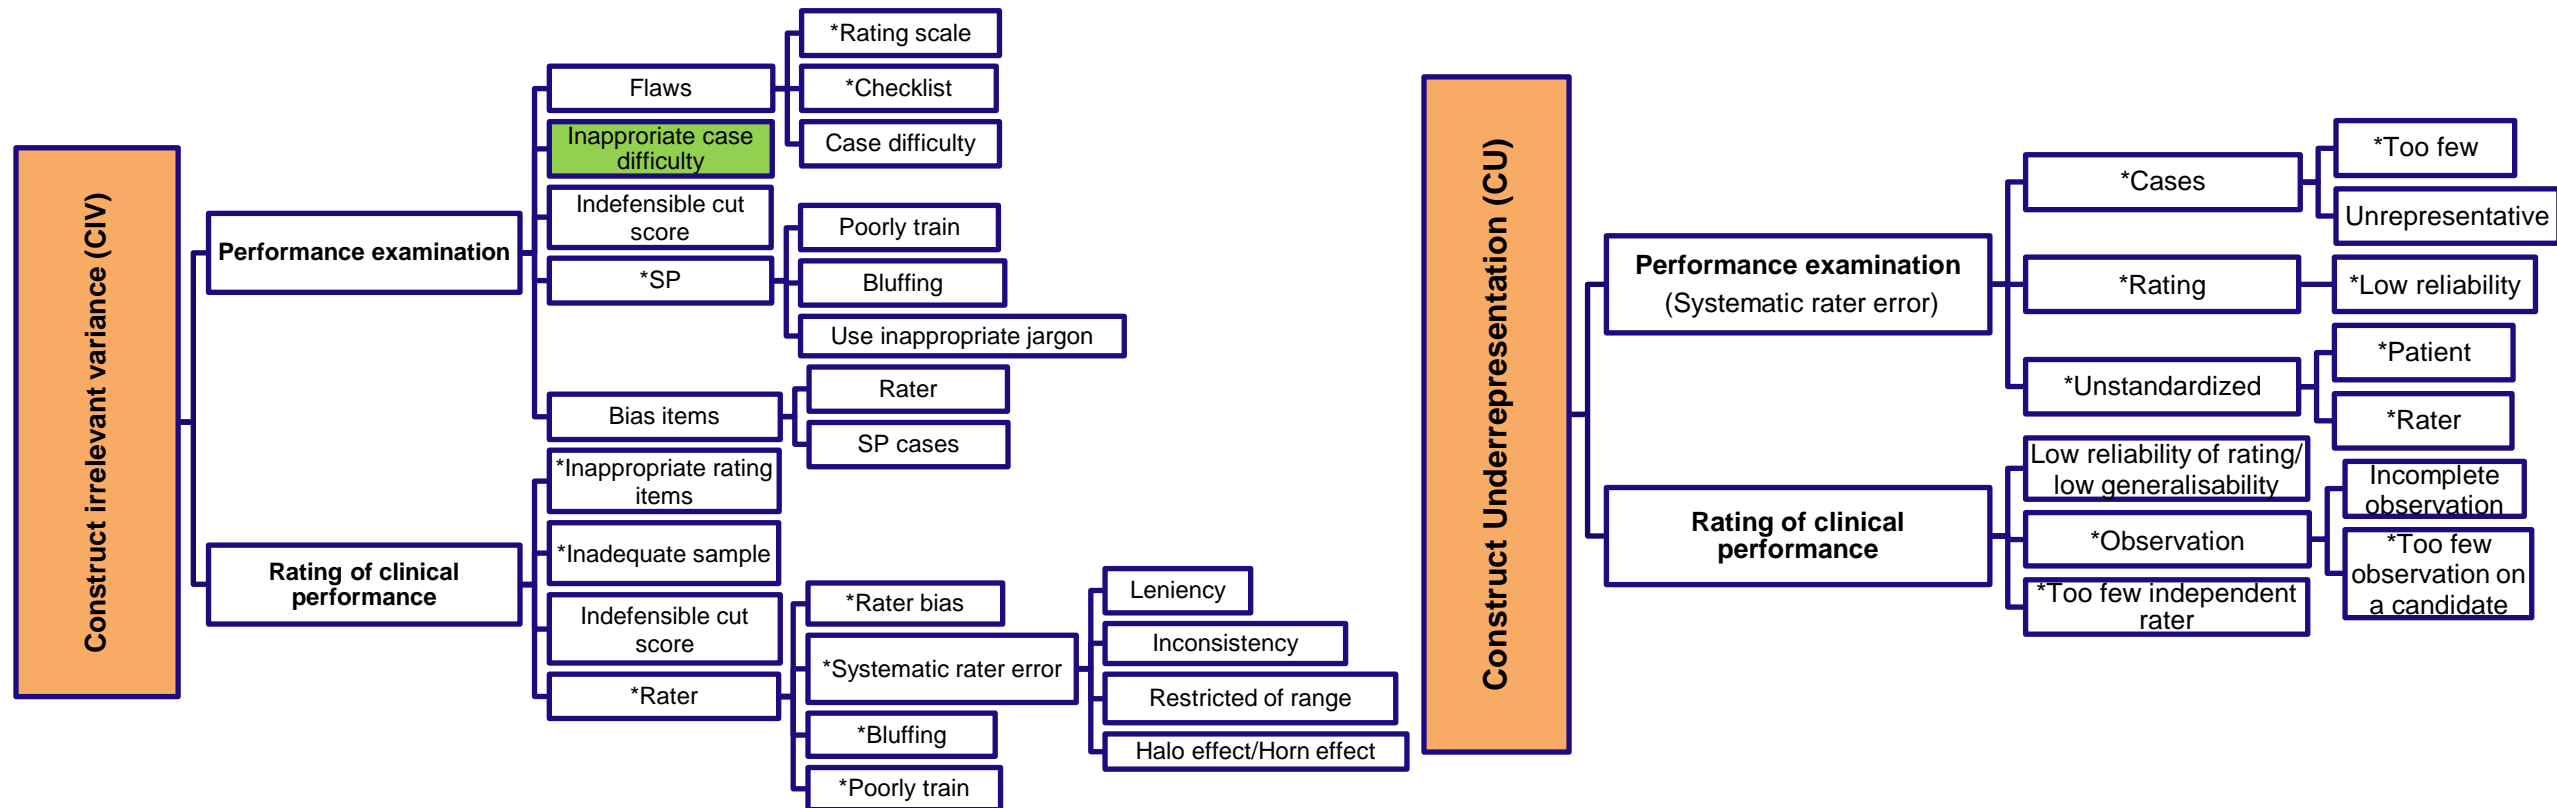 Construct irrelevant variance (CIV)
Performance examination
Flaws
*Rating scale
*Checklist
Case difficulty
Inapproriate case
difficulty
Indefensible cut
score
*SP
Poorly train
Bluffing
Use inappropriate jargon
Bias items
Rater
SP cases
Rating of clinical
performance
*Inappropriate rating
items
*Inadequate sample
Indefensible cut
score
*Rater
*Rater bias
*Systematic rater error
Leniency
Inconsistency
Restricted of range
Halo effect/Horn effect
*Bluffing
*Poorly train
Construct Underrepresentation (CU)
Performance examination
(Systematic rater error)
*Cases
*Too few
Unrepresentative
*Rating
*Low reliability
*Unstandardized
*Patient
*Rater
Rating of clinical
performance
Low reliability of rating/
low generalisability
*Observation
Incomplete
observation
*Too few
observation on
a candidate
*Too few independent
rater